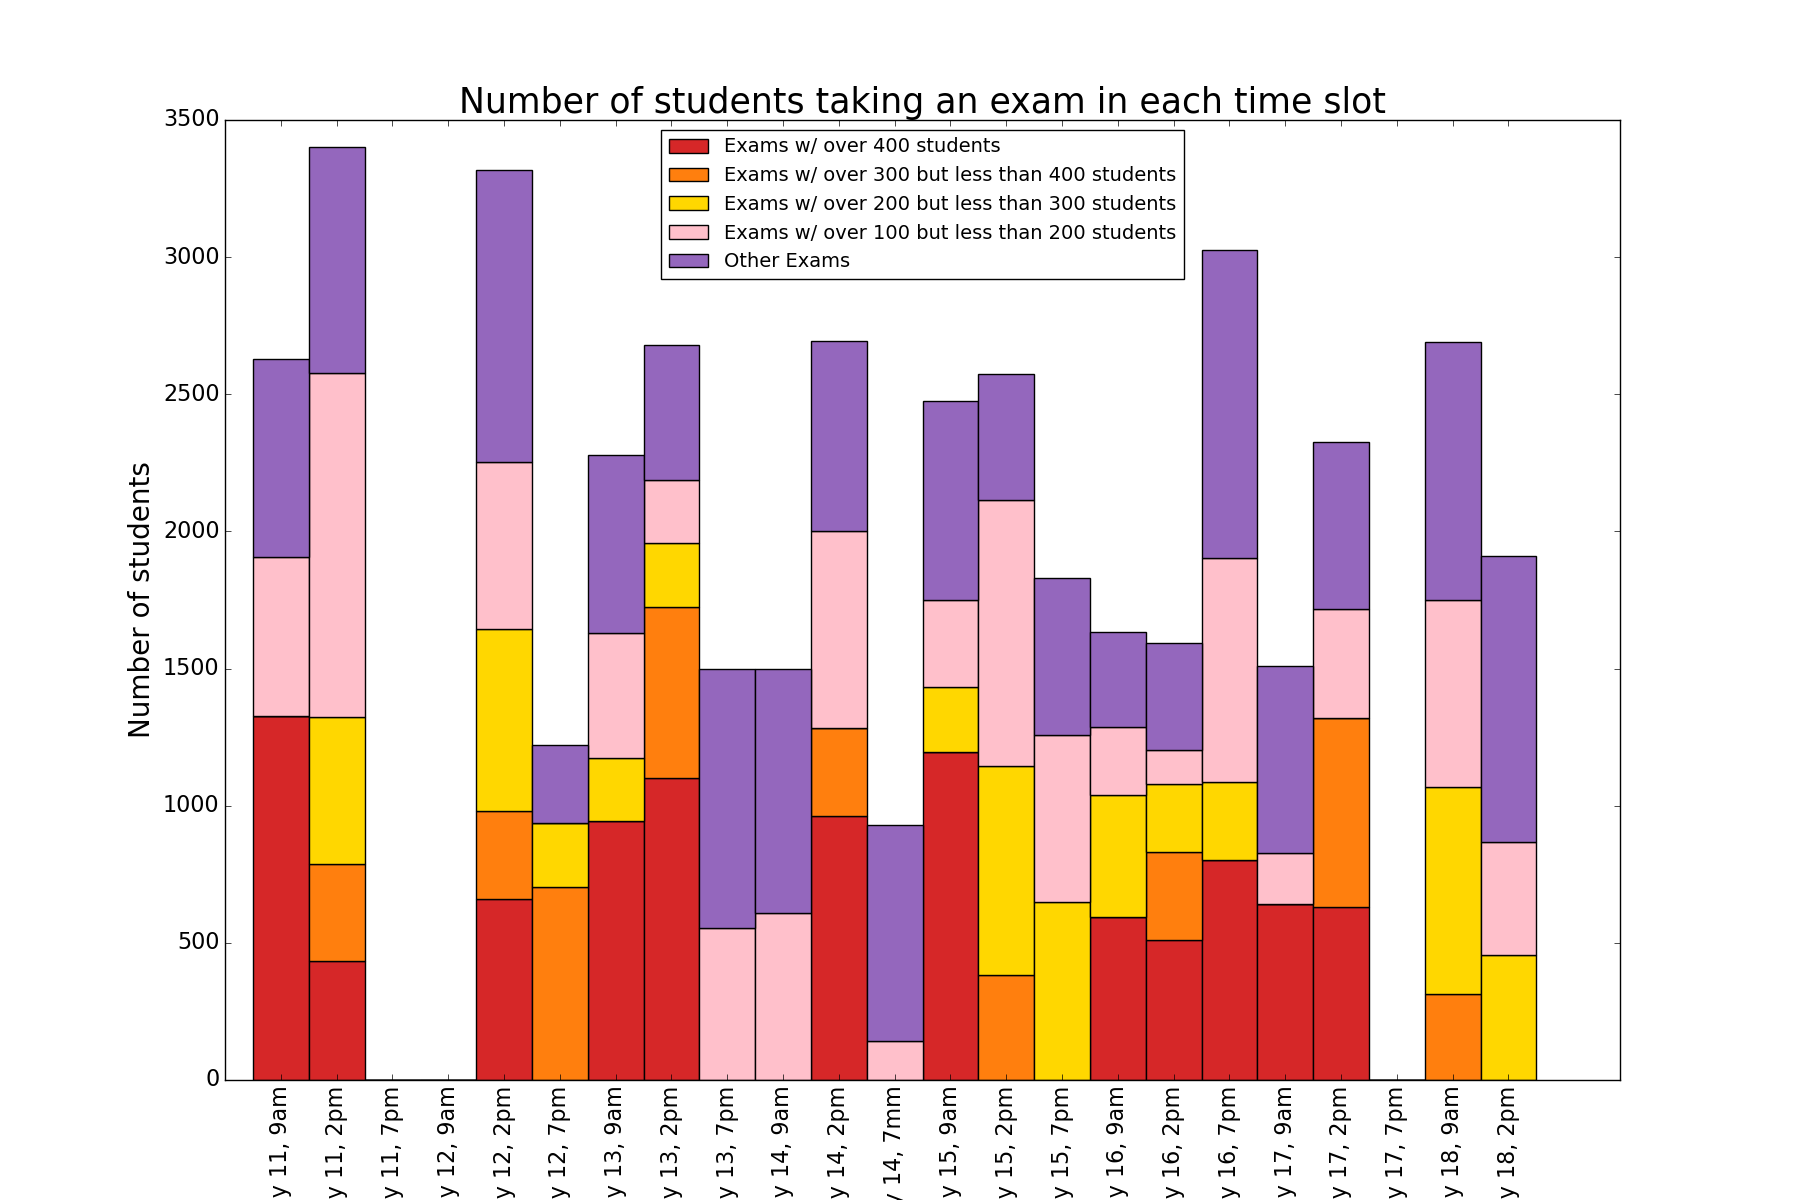 Number of students taking an exam in each time slot
Exams w/ over 400 students
Exams w/ over 300 but less than 400 students
Exams w/ over 200 but less than 300 students
Exams w/ over 100 but less than 200 students
Other Exams
Number of students
3500
3000
2500
2000
1500
1000
500
0
y 11, 9am
y 11, 2pm
y 11, 7pm
y 12, 9am
y 12, 2pm
y 12, 7pm
y 13, 9am
y 13, 2pm
y 13, 7pm
y 14, 9am
y 14, 2pm
y 14, 7mm
y 15, 9am
y 15, 2pm
y 15, 7pm
y 16, 9am
y 16, 2pm
y 16, 7pm
y 17, 9am
y 17, 2pm
y 17, 7pm
y 18, 9am
y 18, 2pm